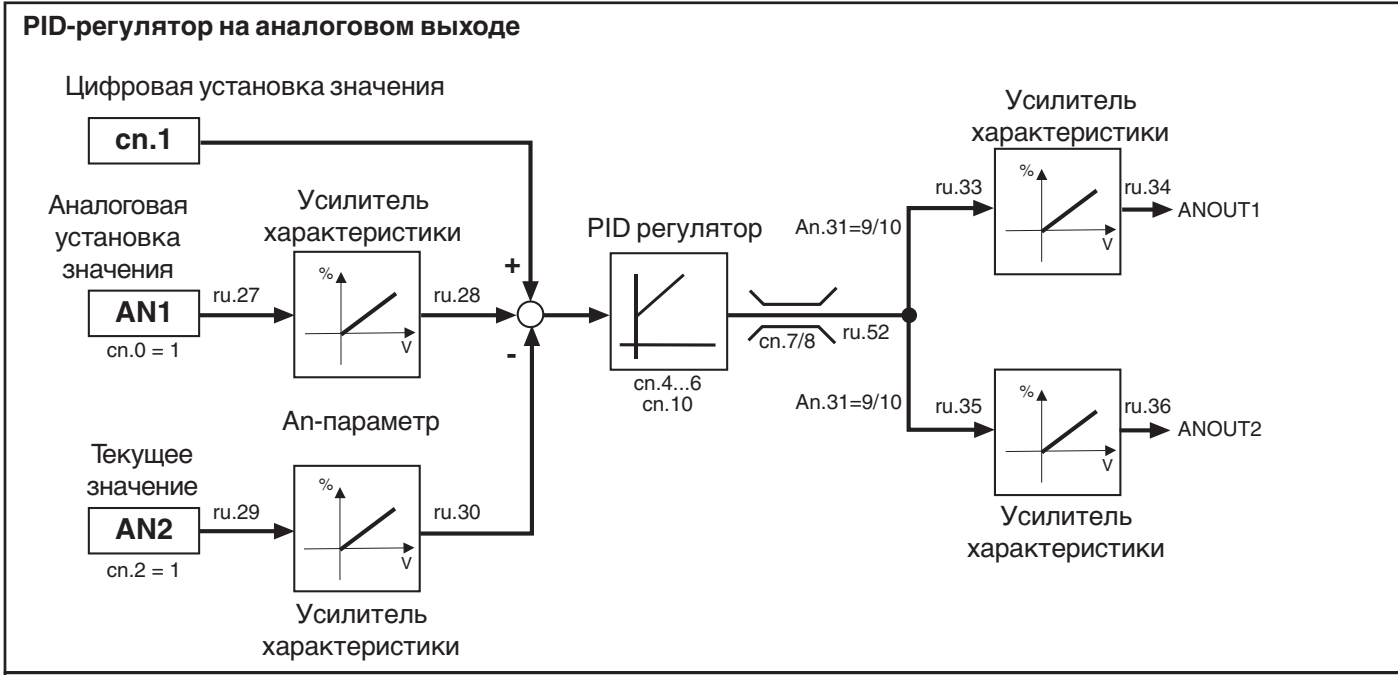 PID-регулятор на аналоговом выходе
Цифровая установка значения
cn.1
Аналоговая
установка
значения
AN1
cn.0 = 1
ru.27
Усилитель
характеристики
%
V
ru.28
+
-
An-параметр
Текущее
значение
AN2
cn.2 = 1
ru.29
%
V
ru.30
Усилитель
характеристики
PID регулятор
cn.4...6
cn.10
cn.7/8
ru.52
An.31=9/10
ru.33
Усилитель
характеристики
%
V
ru.34
ANOUT1
An.31=9/10
ru.35
%
V
ru.36
ANOUT2
Усилитель
характеристики